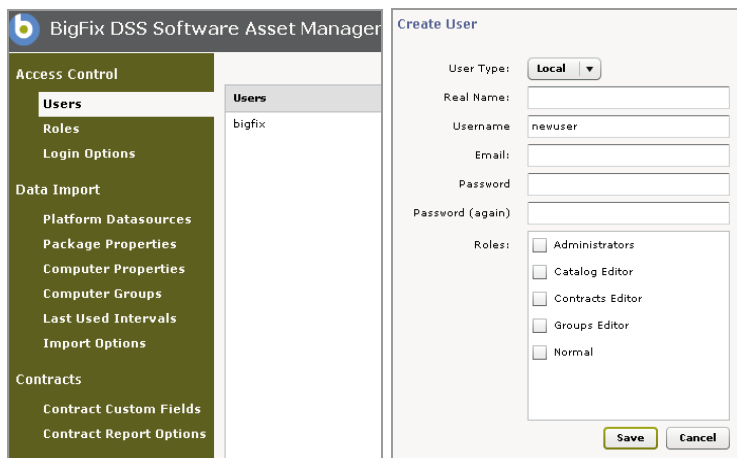 BigFix DSS Software Asset Manager
Access Control
Users
Roles
Login Options
Data Import
Platform Datasources
Package Properties
Computer Properties
Computer Groups
Last Used Intervals
Import Options
Contracts
Contract Custom Fields
Contract Report Options
Users
bigfix
Create User
User Type: Local
Real Name:
Username newuser
Email:
Password
Password (again)
Roles: Administrators
Catalog Editor
Contracts Editor
Groups Editor
Normal
Save Cancel